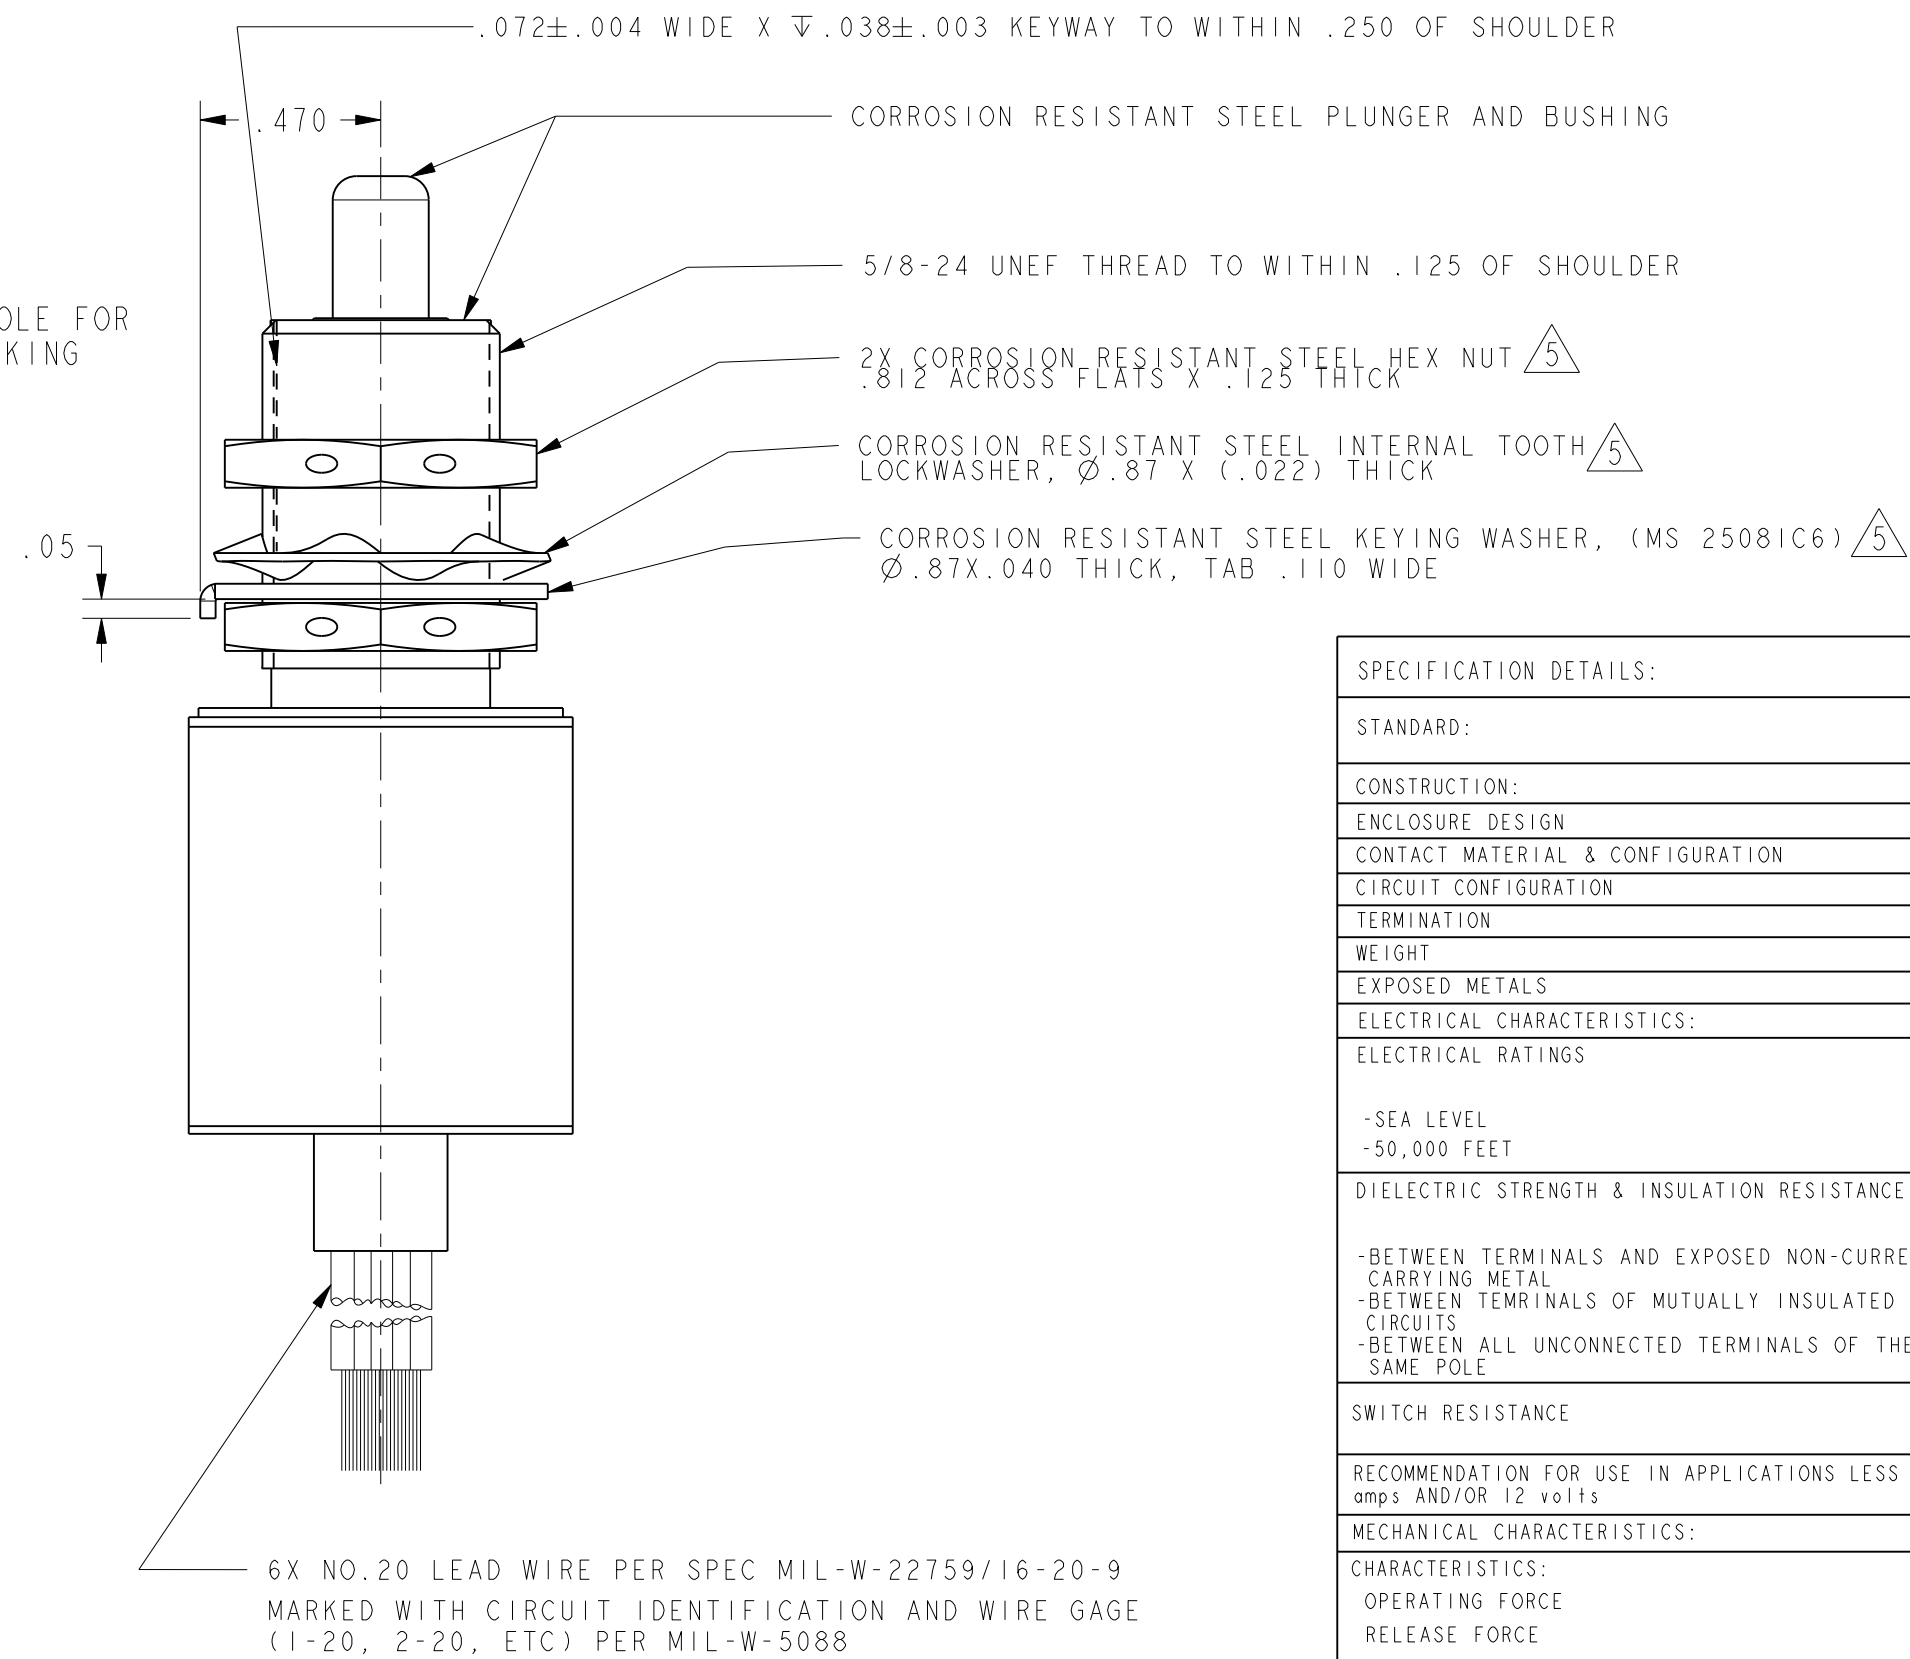 .072±.004 WIDE X ↧.038±.003 KEYWAY TO WITHIN .250 OF SHOULDER
.470
CORROSION RESISTANT STEEL PLUNGER AND BUSHING
5/8-24 UNEF THREAD TO WITHIN .125 OF SHOULDER
OLE FOR
KING
2X CORROSION RESISTANT STEEL HEX NUT 5
.812 ACROSS FLATS X .125 THICK
CORROSION RESISTANT STEEL INTERNAL TOOTH 5
LOCKWASHER, Ø.87 X (.022) THICK
.05
CORROSION RESISTANT STEEL KEYING WASHER, (MS 25081C6) 5
Ø.87X.040 THICK, TAB .110 WIDE
SPECIFICATION DETAILS:
STANDARD:
CONSTRUCTION:
ENCLOSURE DESIGN
CONTACT MATERIAL & CONFIGURATION
CIRCUIT CONFIGURATION
TERMINATION
WEIGHT
EXPOSED METALS
ELECTRICAL CHARACTERISTICS:
ELECTRICAL RATINGS
-SEA LEVEL
-50,000 FEET
DIELECTRIC STRENGTH & INSULATION RESISTANCE
-BETWEEN TERMINALS AND EXPOSED NON-CURRE
CARRYING METAL
-BETWEEN TEMRINALS OF MUTUALLY INSULATED
CIRCUITS
-BETWEEN ALL UNCONNECTED TERMINALS OF THE
SAME POLE
SWITCH RESISTANCE
RECOMMENDATION FOR USE IN APPLICATIONS LESS
amps AND/OR 12 volts
MECHANICAL CHARACTERISTICS:
CHARACTERISTICS:
OPERATING FORCE
RELEASE FORCE
6X NO.20 LEAD WIRE PER SPEC MIL-W-22759/16-20-9
MARKED WITH CIRCUIT IDENTIFICATION AND WIRE GAGE
(1-20, 2-20, ETC) PER MIL-W-5088